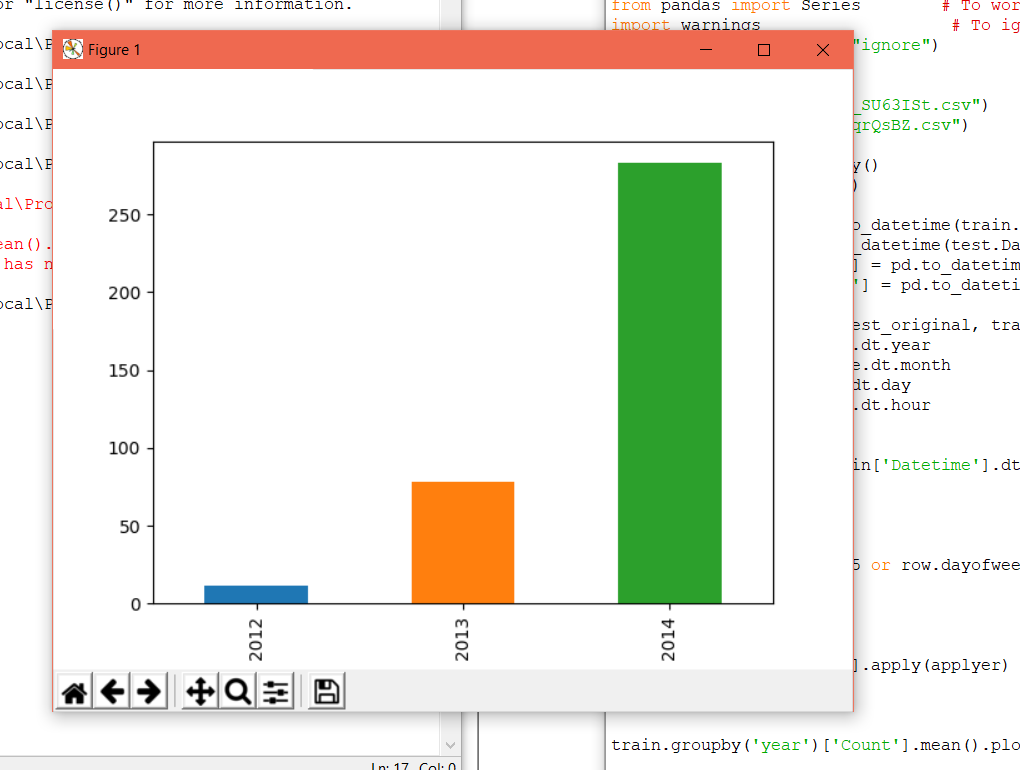 or "license()" for more information.
ocal\P
ocal\P
ocal\P
ocal\P
al\Pro
ean().
has n
ocal\P
Ln: 17 Col: 0
Figure 1
250
200
150
100
50
0
2012
2013
2014
from pandas import Series # To wor
import warnings # To ig
"ignore")
_SU63ISt.csv")
qrQsBZ.csv")
y()
)
o_datetime(train.
_datetime(test.Da
] = pd.to_datetim
'] = pd.to_dateti
est_original, tra
.dt.year
e.dt.month
dt.day
.dt.hour
in['Datetime'].dt
5 or row.dayofwee
].apply(applyer)
train.groupby('year')['Count'].mean().plo